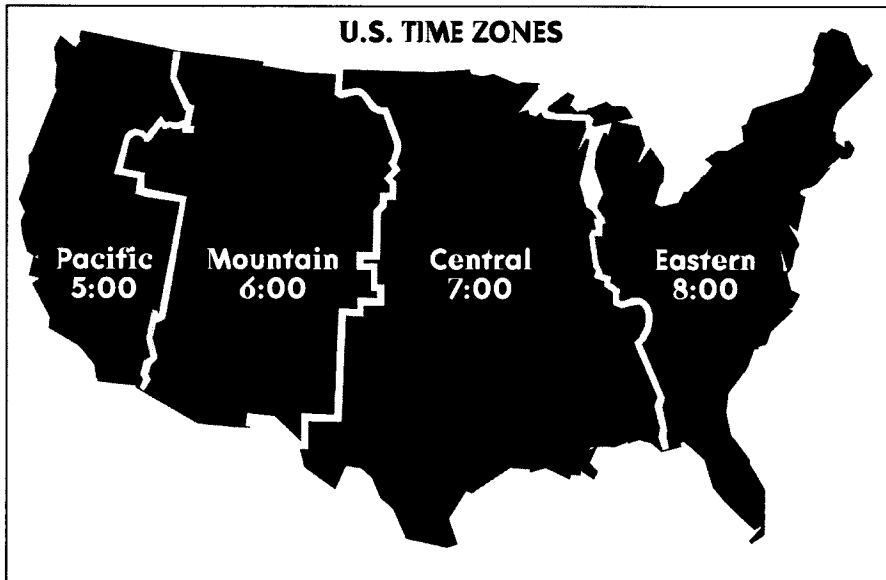 U.S. TIME ZONES
Pacific
5:00
Mountain
6:00
Central
7:00
Eastern
8:00